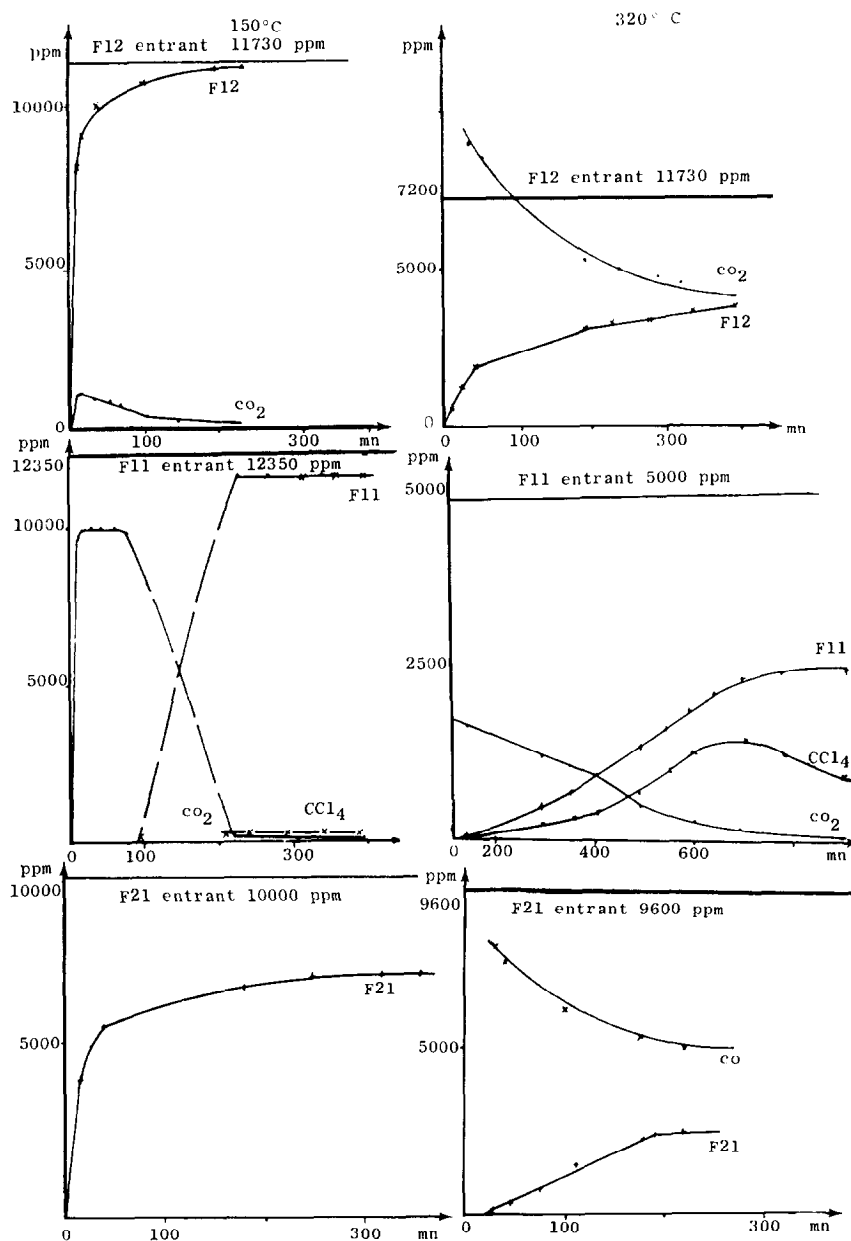 150°C
ppm
F12 entrant 11730 ppm
F12
10000
5000
co2
0
100
300
mn
320° C
ppm
F12 entrant 11730 ppm
7200
5000
co2
F12
0
100
300
mn
ppm
12350
F11 entrant 12350 ppm
F11
10000
5000
co2
CCl4
0
100
300
ppm
5000
F11 entrant 5000 ppm
F11
2500
CCl4
co2
0
200
400
600
mn
ppm
10000
F21 entrant 10000 ppm
F21
5000
0
100
300
mn
ppm
9600
F21 entrant 9600 ppm
5000
co
F21
0
100
300
mn